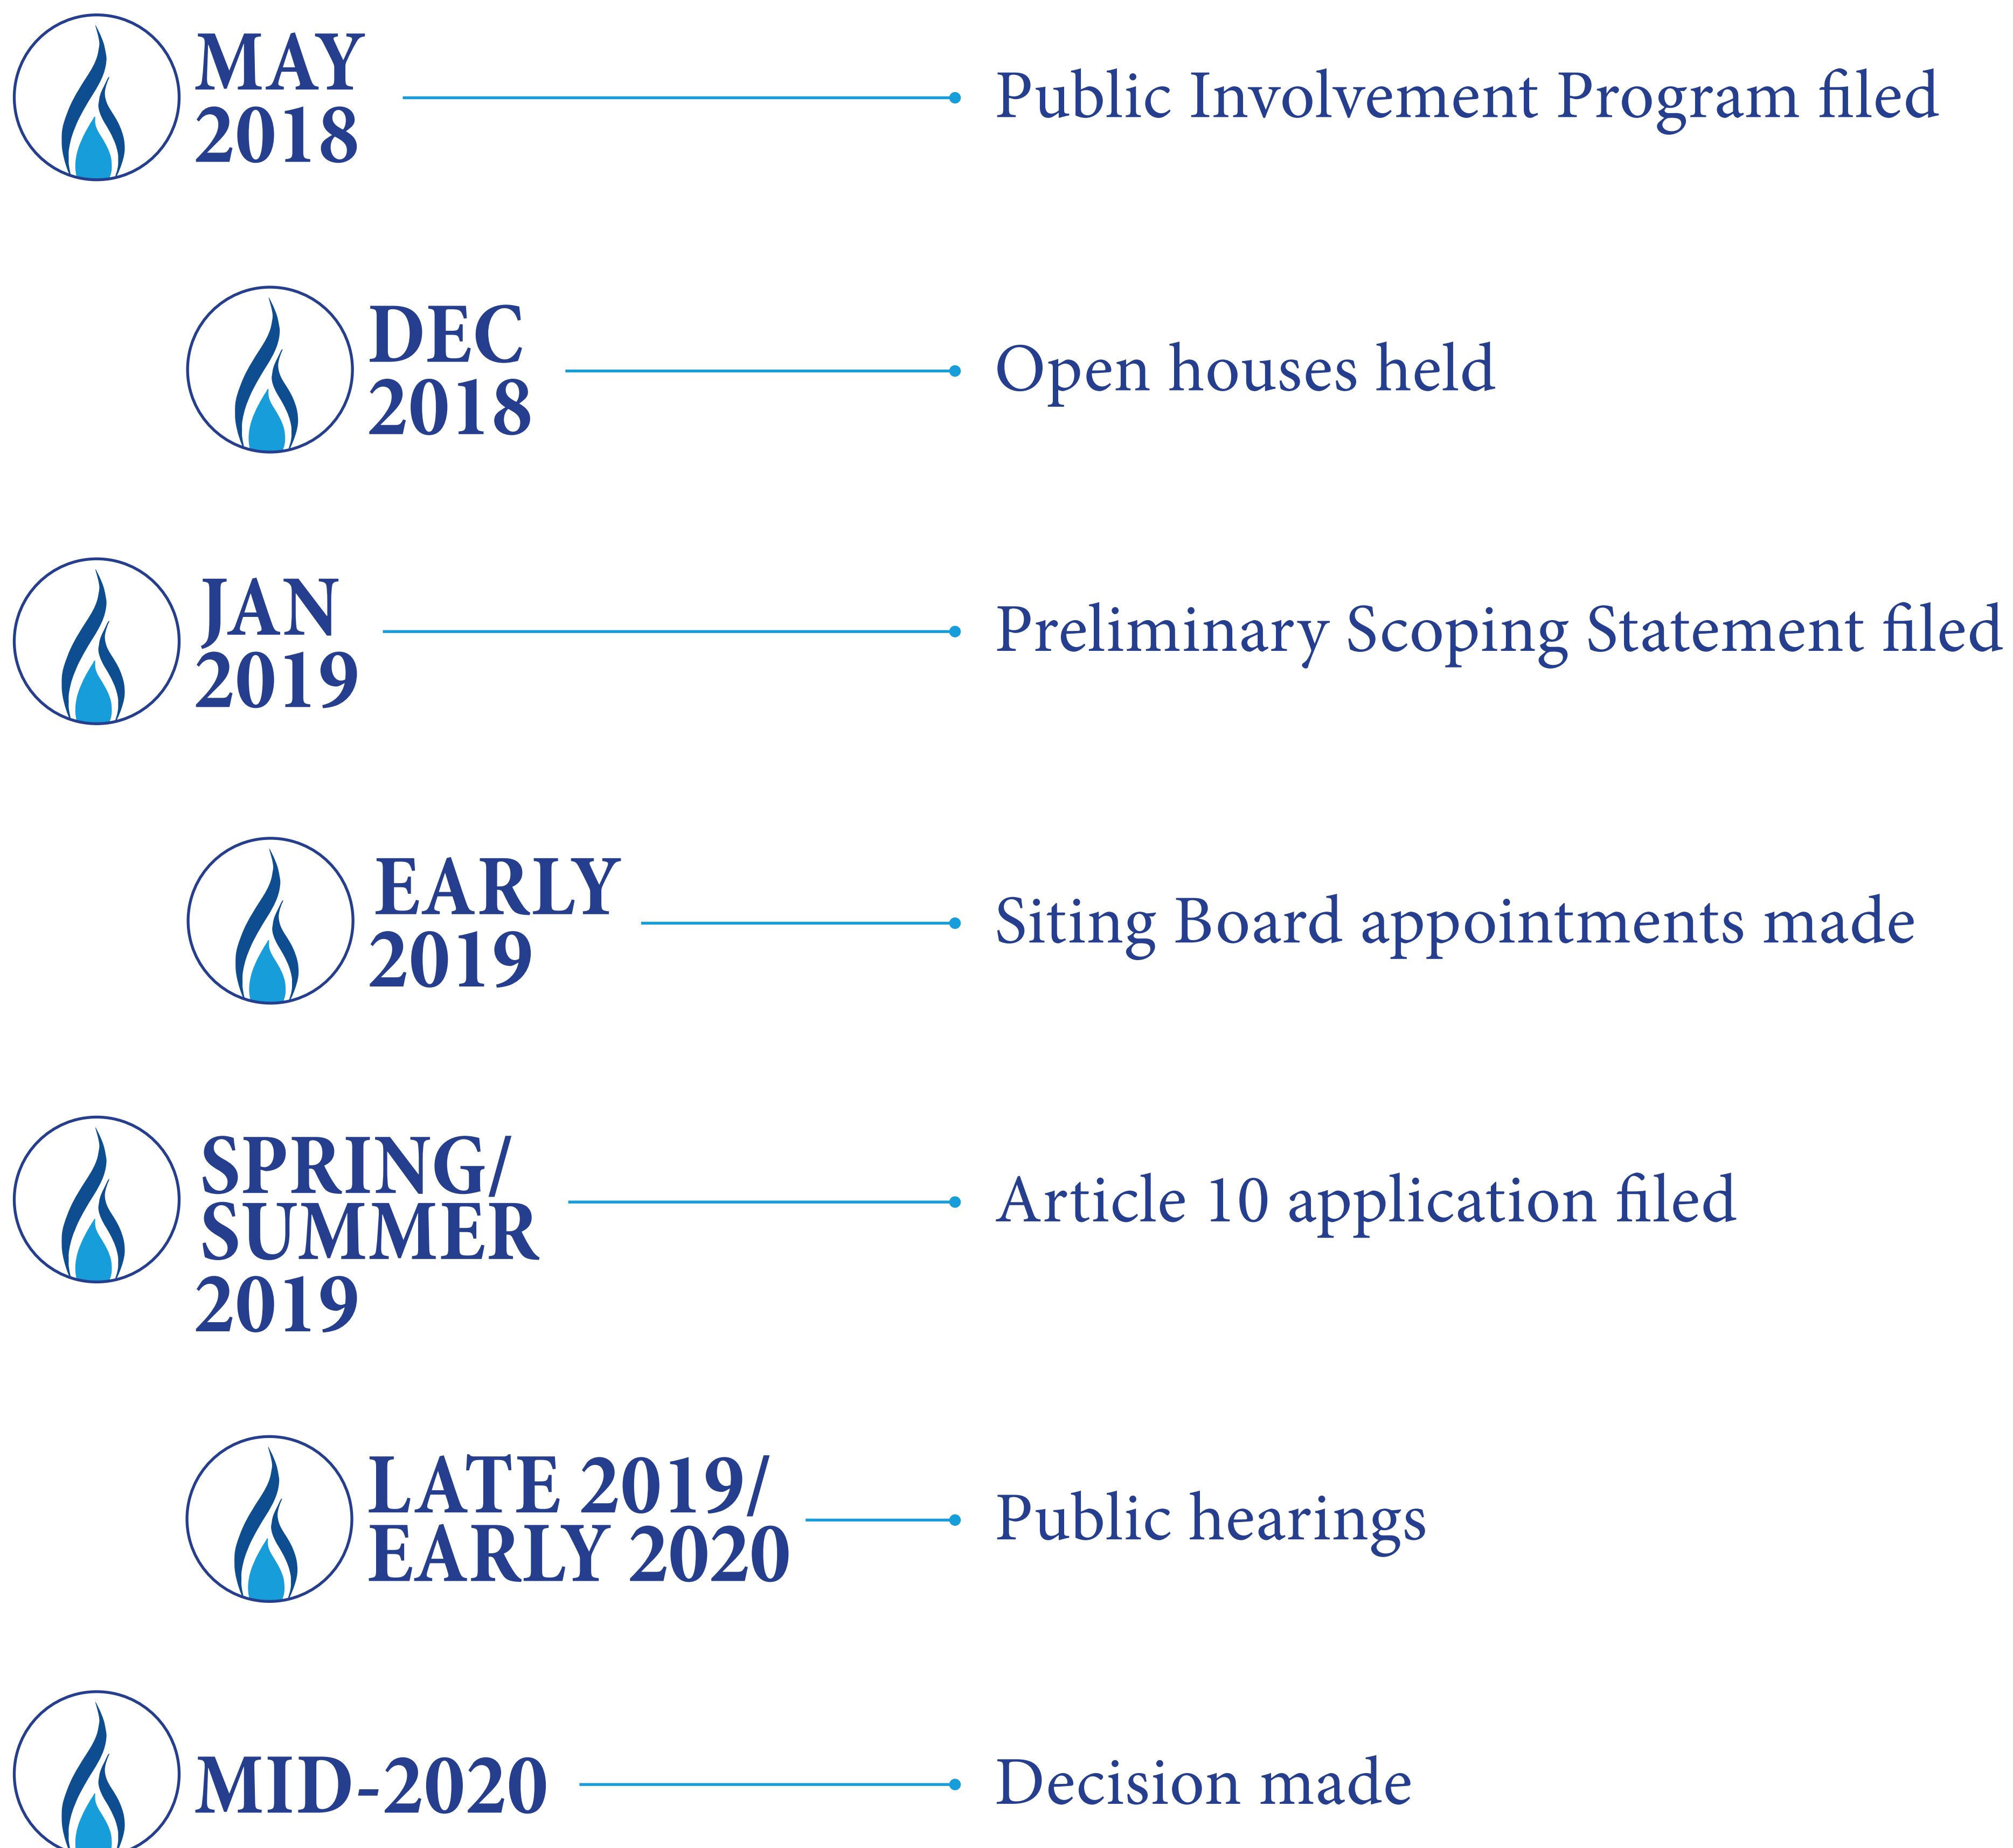 MAY
2018
Public Involvement Program filed
DEC
2018
Open houses held
JAN
2019
Preliminary Scoping Statement filed
EARLY
2019
Siting Board appointments made
SPRING/
SUMMER
2019
Article 10 application filed
LATE 2019/
EARLY 2020
Public hearings
MID-2020
Decision made